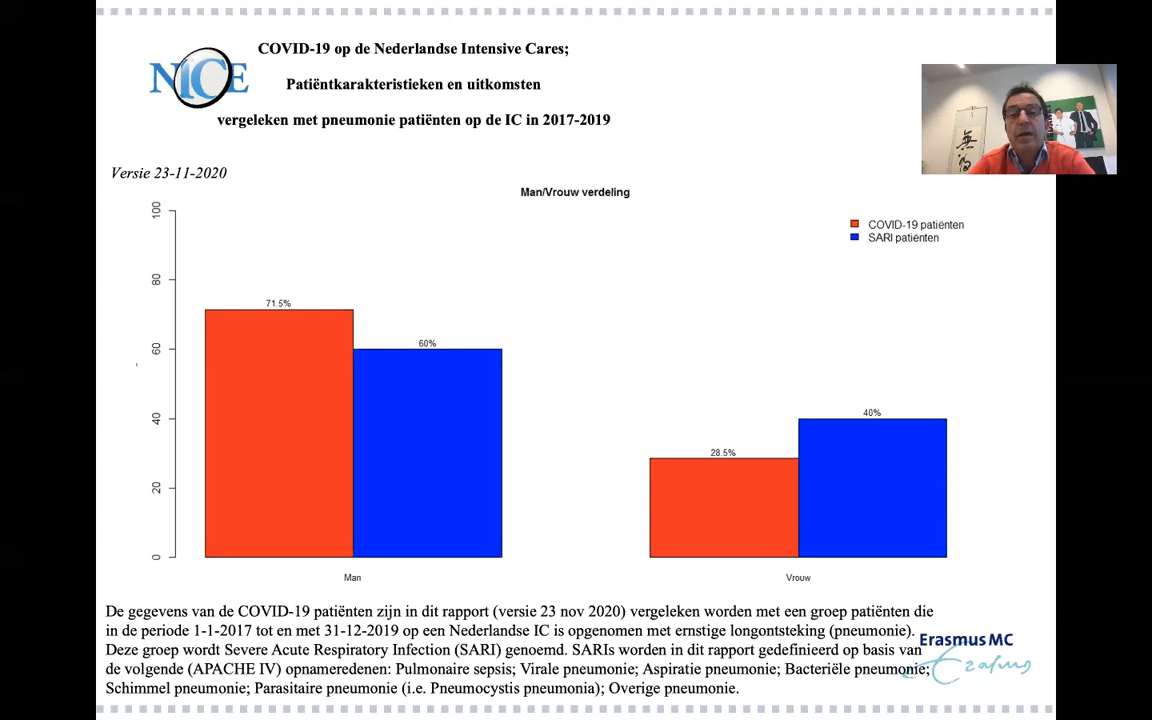 COVID-19 op de Nederlandse Intensive Cares;
NICE
Patiëntkarakteristieken en uitkomsten
vergeleken met pneumonie patiënten op de IC in 2017-2019
Versie 23-11-2020
Man/Vrouw verdeling
COVID-19 patiënten
SARI patiënten
100
80
60
40
20
0
71.5%
60%
28.5%
40%
Man
Vrouw
De gegevens van de COVID-19 patiënten zijn in dit rapport (versie 23 nov 2020) vergeleken worden met een groep patiënten die
in de periode 1-1-2017 tot en met 31-12-2019 op een Nederlandse IC is opgenomen met ernstige longontsteking (pneumonie).
Deze groep wordt Severe Acute Respiratory Infection (SARI) genoemd. SARIs worden in dit rapport gedefinieerd op basis van
de volgende (APACHE IV) opnameredenen: Pulmonaire sepsis; Virale pneumonie; Aspiratie pneumonie; Bacteriële pneumonie;
Schimmel pneumonie; Parasitaire pneumonie (i.e. Pneumocystis pneumonia); Overige pneumonie.
Erasmus MC
Erasmus